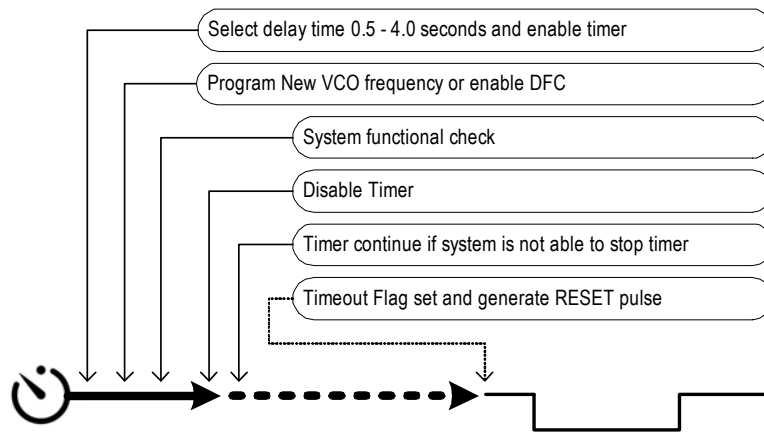 Select delay time 0.5 - 4.0 seconds and enable timer
Program New VCO frequency or enable DFC
System functional check
Disable Timer
Timer continue if system is not able to stop timer
Timeout Flag set and generate RESET pulse